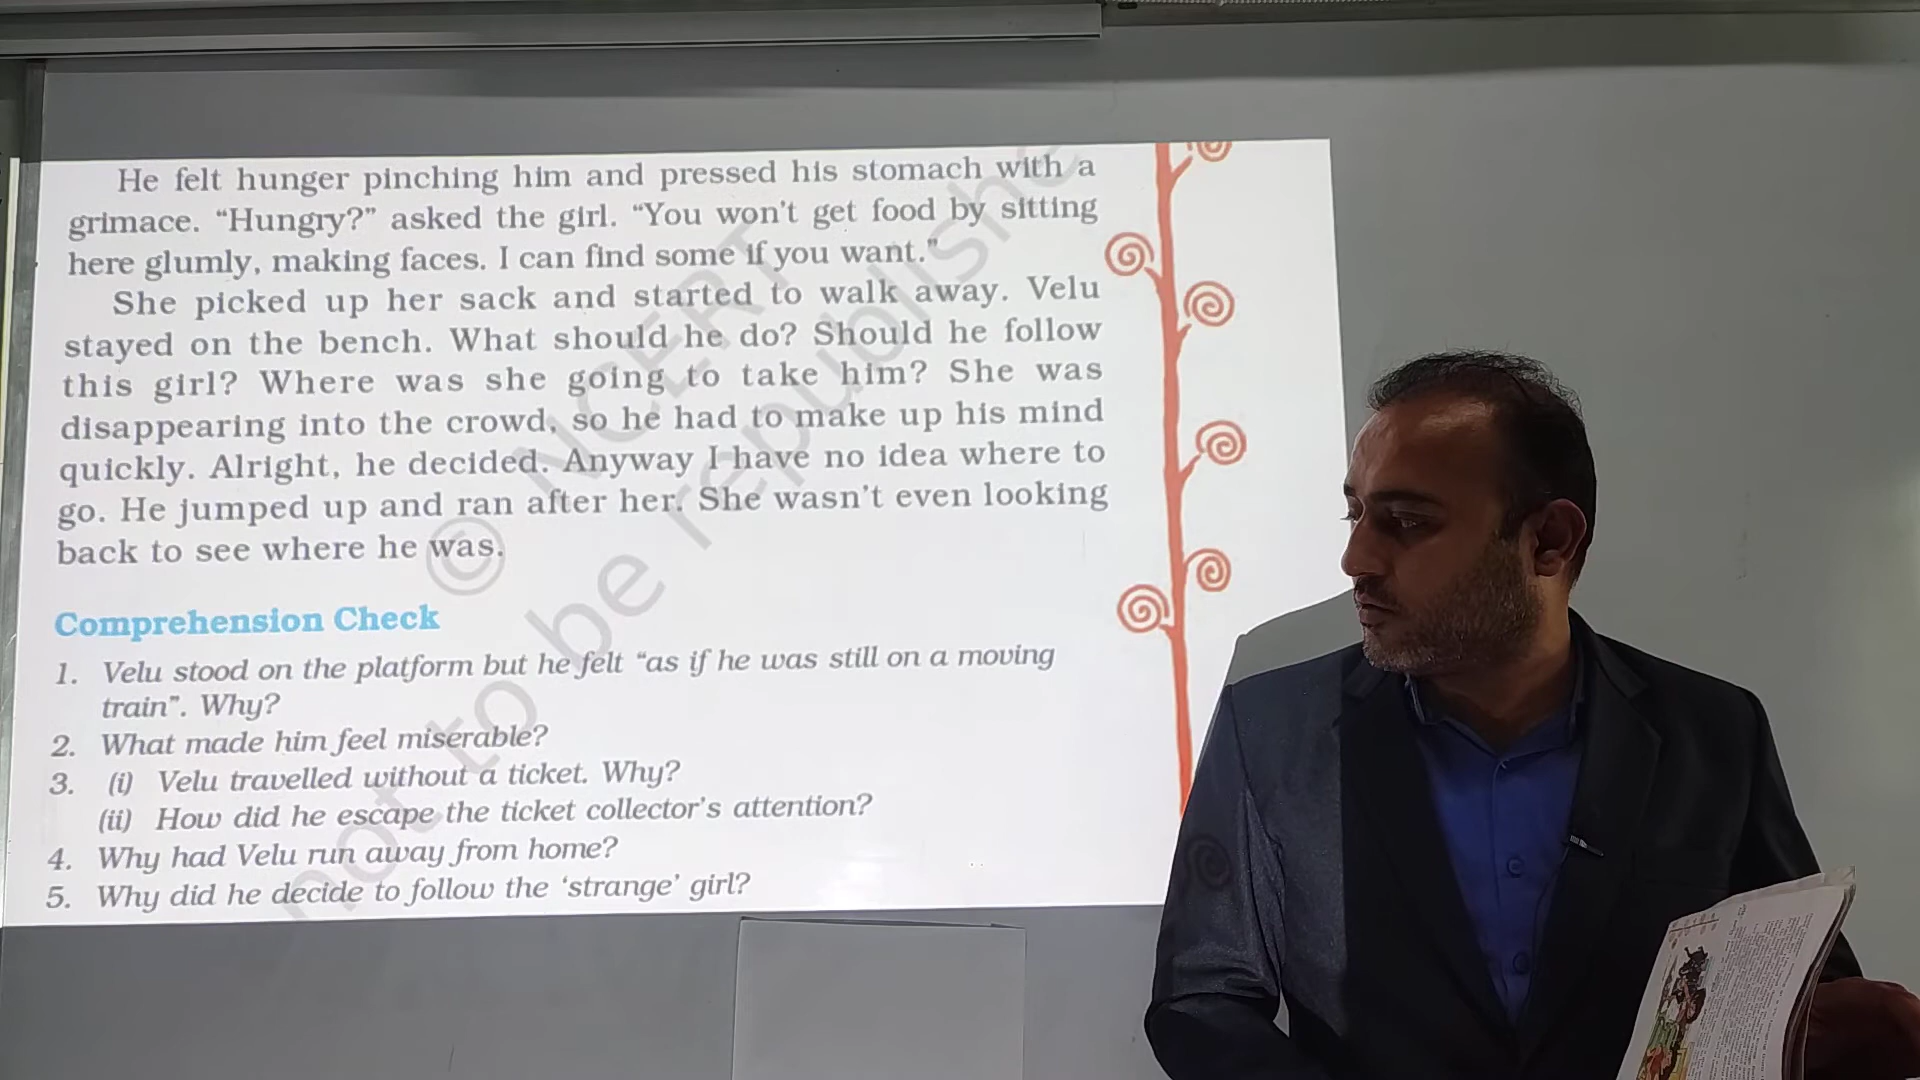 He felt hunger pinching him and pressed his stomach with a
grimace. “Hungry?” asked the girl. “You won't get food by sitting
here glumly, making faces. I can find some if you want.”
She picked up her sack and started to walk away. Velu
stayed on the bench. What should he do? Should he follow
this girl? Where was she going to take him? She was
disappearing into the crowd, so he had to make up his mind
quickly. Alright, he decided. Anyway I have no idea where to
go. He jumped up and ran after her. She wasn't even looking
back to see where he was.
© NCERT
not to be republishe
Comprehension Check
1. Velu stood on the platform but he felt “as if he was still on a moving
train”. Why?
2. What made him feel miserable?
3. (i) Velu travelled without a ticket. Why?
(ii) How did he escape the ticket collector's attention?
4. Why had Velu run away from home?
5. Why did he decide to follow the ‘strange’ girl?